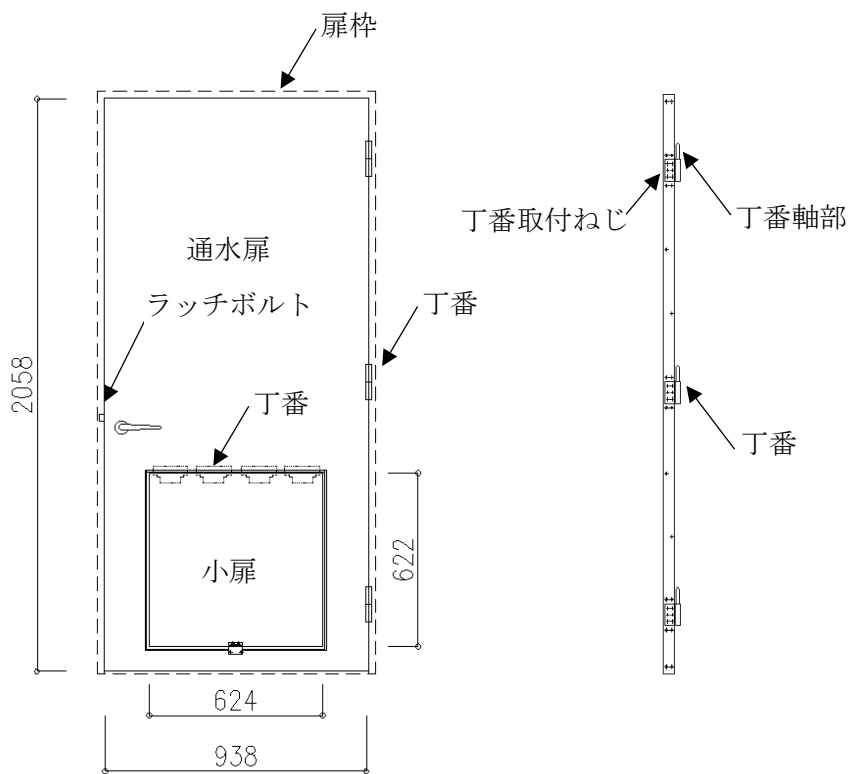 扉枠
丁番取付ねじ
丁番軸部
通水扉
ラッチボルト
丁番
2058
丁番
丁番
小扉
622
624
938